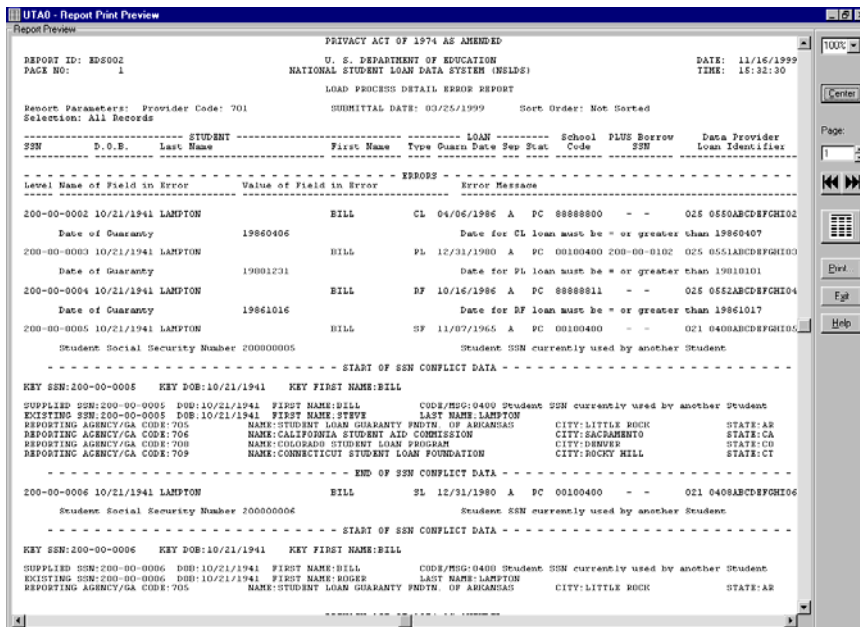 UTA0 - Report Print Preview
Report Preview
PRIVACY ACT OF 1974 AS AMENDED
REPORT ID: EDS002 U. S. DEPARTMENT OF EDUCATION DATE: 11/16/1999
PAGE NO: 1 NATIONAL STUDENT LOAN DATA SYSTEM (NSLDS) TIME: 15:32:30
LOAD PROCESS DETAIL ERROR REPORT
Report Parameters: Provider Code: 701 SUBMITTAL DATE: 03/25/1999 Sort Order: Not Sorted
Selection: All Records
STUDENT LOAN School PLUS Borrow Data Provider
SSN D.O.B. Last Name First Name Type Guarn Date Sep Stat Code SSN Loan Identifier
ERRORS
Level Name of Field in Error Value of Field in Error Error Message
200-00-0002 10/21/1941 LAMPTON BILL CL 04/06/1986 A PC 88888800 - - 025 0550ABCDEFGHI02
Date of Guaranty 19860406 Date for CL loan must be = or greater than 19860407
200-00-0003 10/21/1941 LAMPTON BILL PL 12/31/1980 A PC 00100400 200-00-0102 025 0551ABCDEFGHI03
Date of Guaranty 19801231 Date for PL loan must be = or greater than 19810101
200-00-0004 10/21/1941 LAMPTON BILL RF 10/16/1986 A PC 88888811 - - 025 0552ABCDEFGHI04
Date of Guaranty 19861016 Date for RF loan must be = or greater than 19861017
200-00-0005 10/21/1941 LAMPTON BILL SF 11/07/1965 A PC 00100400 - - 021 0400ABCDEFGHI05
Student Social Security Number 200000005 Student SSN currently used by another Student
START OF SSN CONFLICT DATA
KEY SSN:200-00-0005 KEY DOB:10/21/1941 KEY FIRST NAME:BILL
SUPPLIED SSN:200-00-0005 DOB:10/21/1941 FIRST NAME:BILL CODE/MSG:0400 Student SSN currently used by another Student
EXISTING SSN:200-00-0005 DOB:10/21/1941 FIRST NAME:STEVE LAST NAME:LAMPTON
REPORTING AGENCY/GA CODE:705 NAME:STUDENT LOAN GUARANTY FNDTN. OF ARKANSAS CITY:LITTLE ROCK STATE:AR
REPORTING AGENCY/GA CODE:706 NAME:CALIFORNIA STUDENT AID COMMISSION CITY:SACRAMENTO STATE:CA
REPORTING AGENCY/GA CODE:708 NAME:COLORADO STUDENT LOAN PROGRAM CITY:DENVER STATE:CO
REPORTING AGENCY/GA CODE:709 NAME:CONNECTICUT STUDENT LOAN FOUNDATION CITY:ROCKY HILL STATE:CT
END OF SSN CONFLICT DATA
200-00-0006 10/21/1941 LAMPTON BILL SL 12/31/1980 A PC 00100400 - - 021 0408ABCDEFGHI06
Student Social Security Number 200000006 Student SSN currently used by another Student
START OF SSN CONFLICT DATA
KEY SSN:200-00-0006 KEY DOB:10/21/1941 KEY FIRST NAME:BILL
SUPPLIED SSN:200-00-0006 DOB:10/21/1941 FIRST NAME:BILL CODE/MSG:0400 Student SSN currently used by another Student
EXISTING SSN:200-00-0006 DOB:10/21/1941 FIRST NAME:ROGER LAST NAME:LAMPTON
REPORTING AGENCY/GA CODE:705 NAME:STUDENT LOAN GUARANTY FNDTN. OF ARKANSAS CITY:LITTLE ROCK STATE:AR
100%
Center
Page:
1
Print
Exit
Help